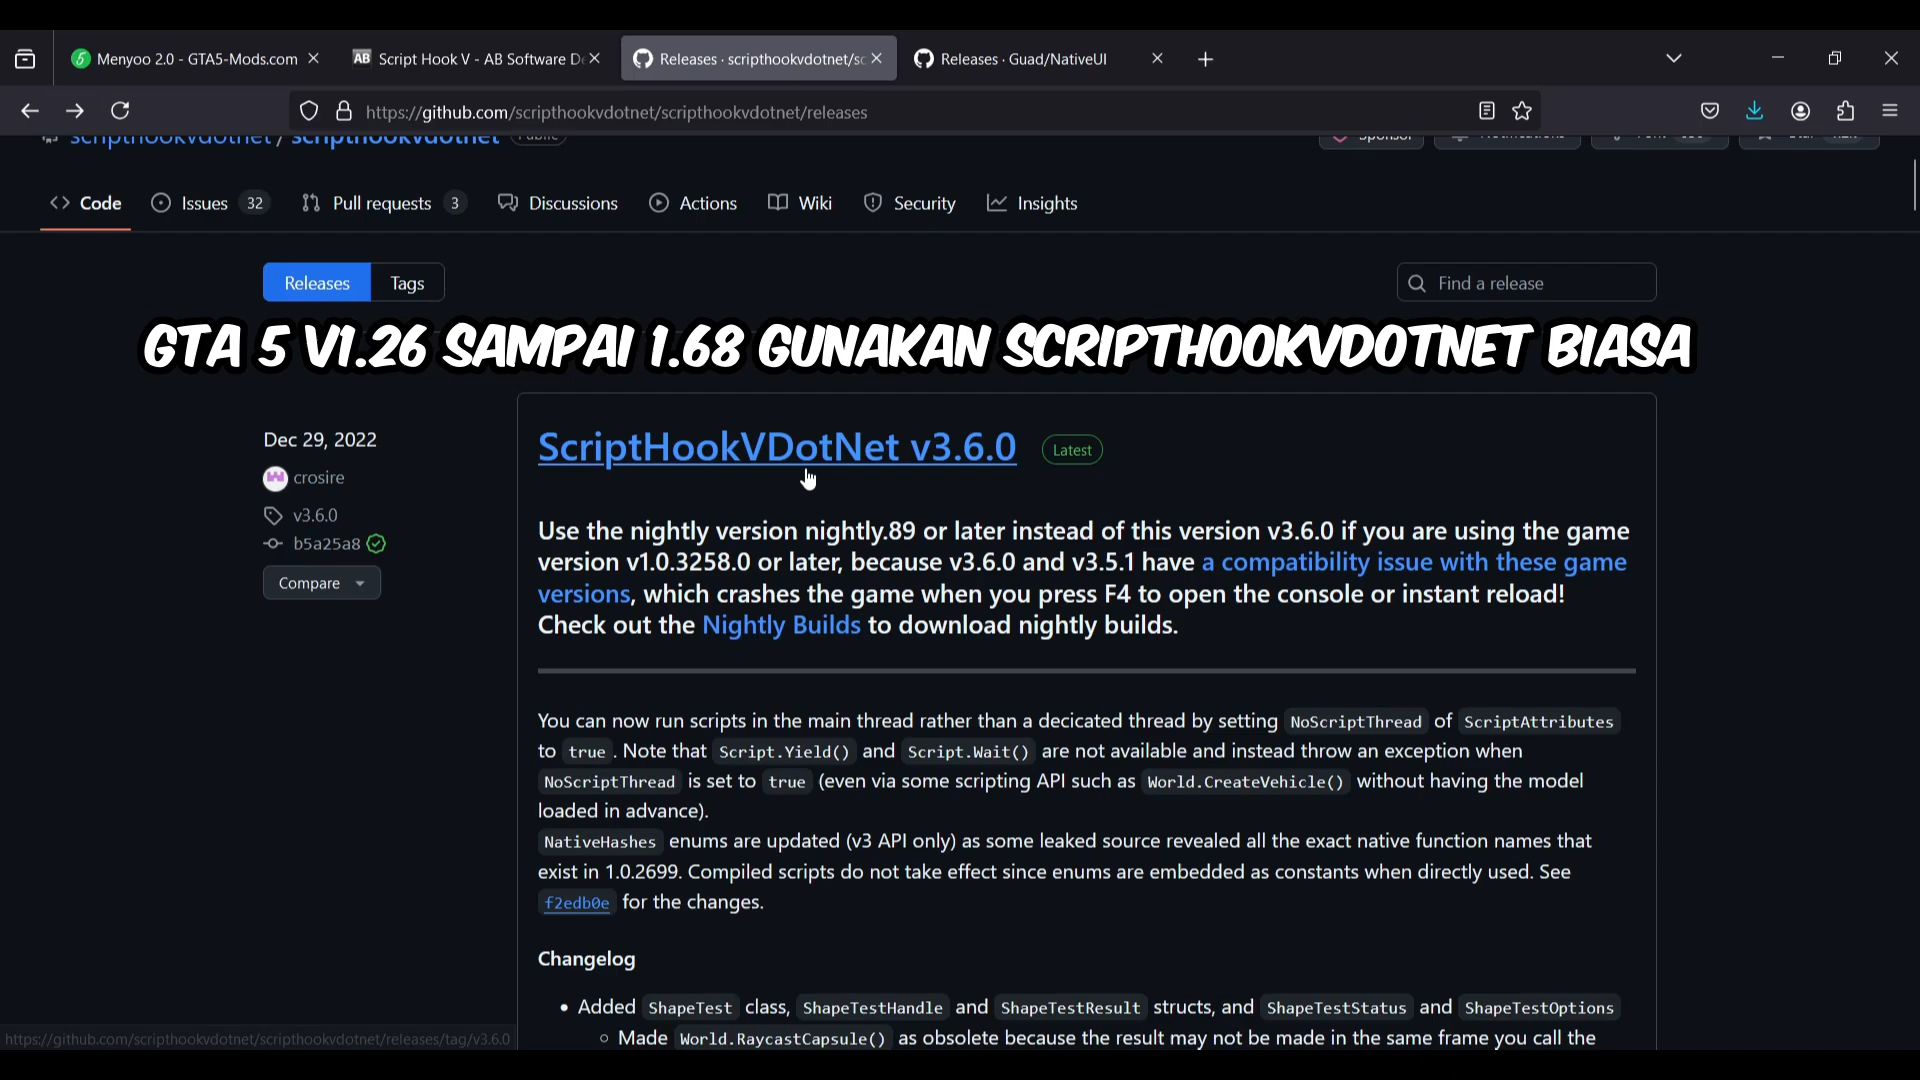 Menyoo 2.0 - GTA5-Mods.com
Script Hook V - AB Software De
Releases · scripthookvdotnet/sc
Releases · Guad/NativeUI
https://github.com/scripthookvdotnet/scripthookvdotnet/releases
scripthookvdotnet / scripthookvdotnet Public
Sponsor
Notifications
Code
Issues 32
Pull requests 3
Discussions
Actions
Wiki
Security
Insights
Releases
Tags
Find a release
GTA 5 V1.26 SAMPAI 1.68 GUNAKAN SCRIPTHOOKVDOTNET BIASA
Dec 29, 2022
crosire
v3.6.0
b5a25a8
Compare
ScriptHookVDotNet v3.6.0 Latest
Use the nightly version nightly.89 or later instead of this version v3.6.0 if you are using the game
version v1.0.3258.0 or later, because v3.6.0 and v3.5.1 have a compatibility issue with these game
versions, which crashes the game when you press F4 to open the console or instant reload!
Check out the Nightly Builds to download nightly builds.
You can now run scripts in the main thread rather than a decicated thread by setting NoScriptThread of ScriptAttributes
to true. Note that Script.Yield() and Script.Wait() are not available and instead throw an exception when
NoScriptThread is set to true (even via some scripting API such as World.CreateVehicle() without having the model
loaded in advance).
NativeHashes enums are updated (v3 API only) as some leaked source revealed all the exact native function names that
exist in 1.0.2699. Compiled scripts do not take effect since enums are embedded as constants when directly used. See
f2edb0e for the changes.
Changelog
• Added ShapeTest class, ShapeTestHandle and ShapeTestResult structs, and ShapeTestStatus and ShapeTestOptions
○ Made World.RaycastCapsule() as obsolete because the result may not be made in the same frame you call the
https://github.com/scripthookvdotnet/scripthookvdotnet/releases/tag/v3.6.0